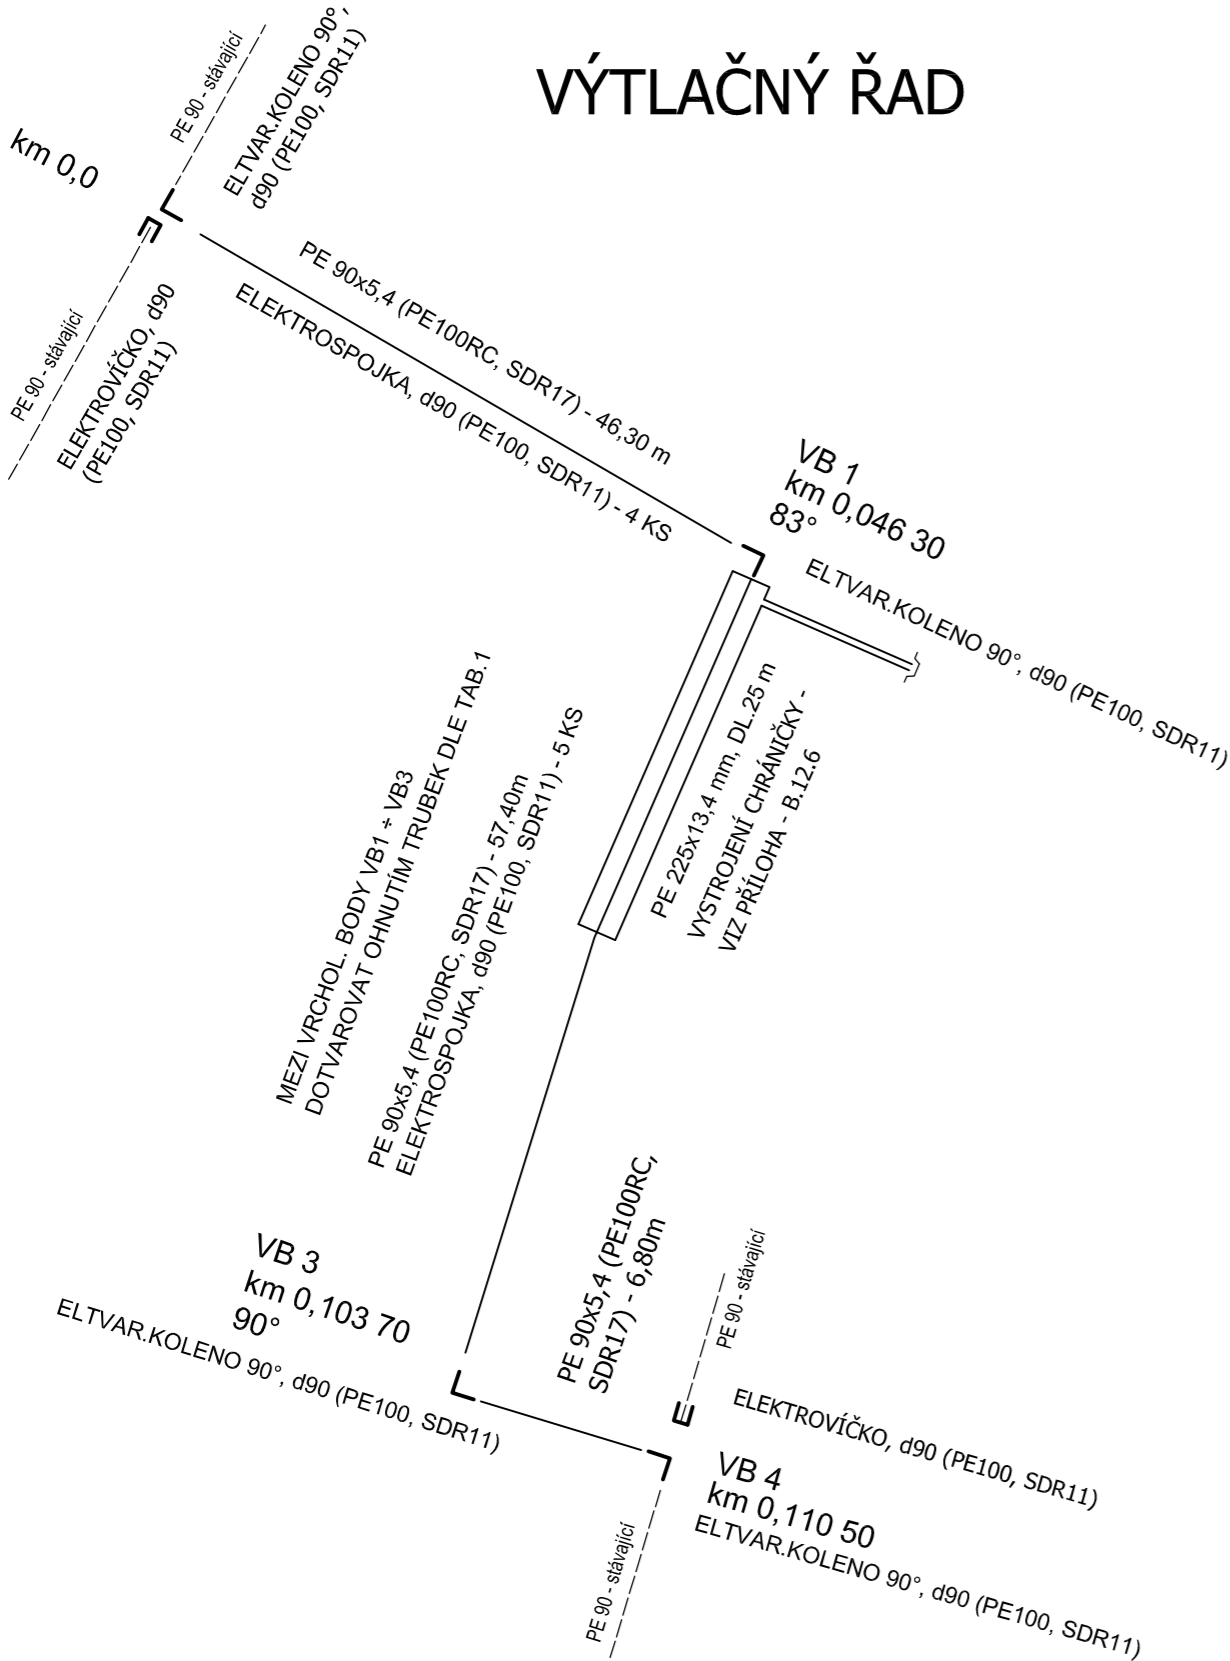 VÝTLAČNÝ ŘAD
PE 90 - stávající
ELTVAR.KOLENO 90°,
d90 (PE100, SDR11)
km 0,0
PE 90 - stávající
ELEKTROVÍČKO, d90
(PE100, SDR11)
PE 90x5,4 (PE100RC, SDR17) - 46,30 m
ELEKTROSPOJKA, d90 (PE100, SDR11) - 4 KS
VB 1
km 0,046 30
83°
ELTVAR.KOLENO 90°, d90 (PE100, SDR11)
PE 225x13,4 mm, DL.25 m
VYSTROJENÍ CHRÁNIČKY -
VIZ PŘÍLOHA - B.12.6
MEZI VRCHOL. BODY VB1 ÷ VB3
DOTVAROVAT OHNUTÍM TRUBEK DLE TAB.1
PE 90x5,4 (PE100RC, SDR17) - 57,40m
ELEKTROSPOJKA, d90 (PE100, SDR11) - 5 KS
VB 3
km 0,103 70
90°
ELTVAR.KOLENO 90°, d90 (PE100, SDR11)
PE 90x5,4 (PE100RC,
SDR17) - 6,80m
PE 90 - stávající
ELEKTROVÍČKO, d90 (PE100, SDR11)
VB 4
km 0,110 50
ELTVAR.KOLENO 90°, d90 (PE100, SDR11)
PE 90 - stávající